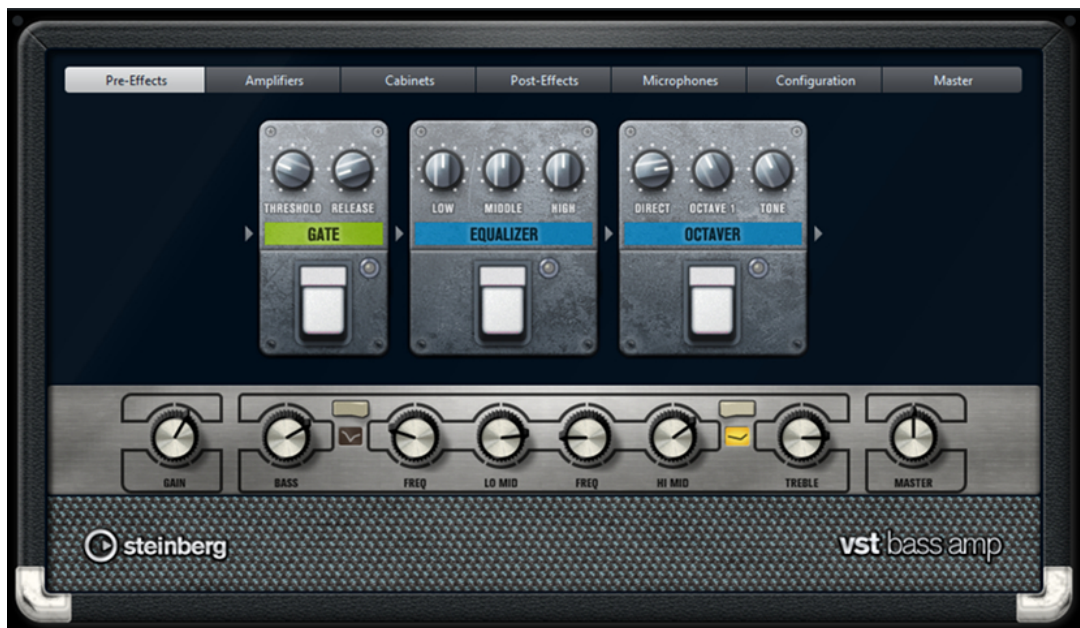 Pre-Effects Amplifiers Cabinets Post-Effects Microphones Configuration Master
THRESHOLD RELEASE LOW MIDDLE HIGH DIRECT OCTAVE 1 TONE
GATE EQUALIZER OCTAVER
GAIN BASS FREQ LO MID FREQ HI MID TREBLE MASTER
steinberg vst bass amp